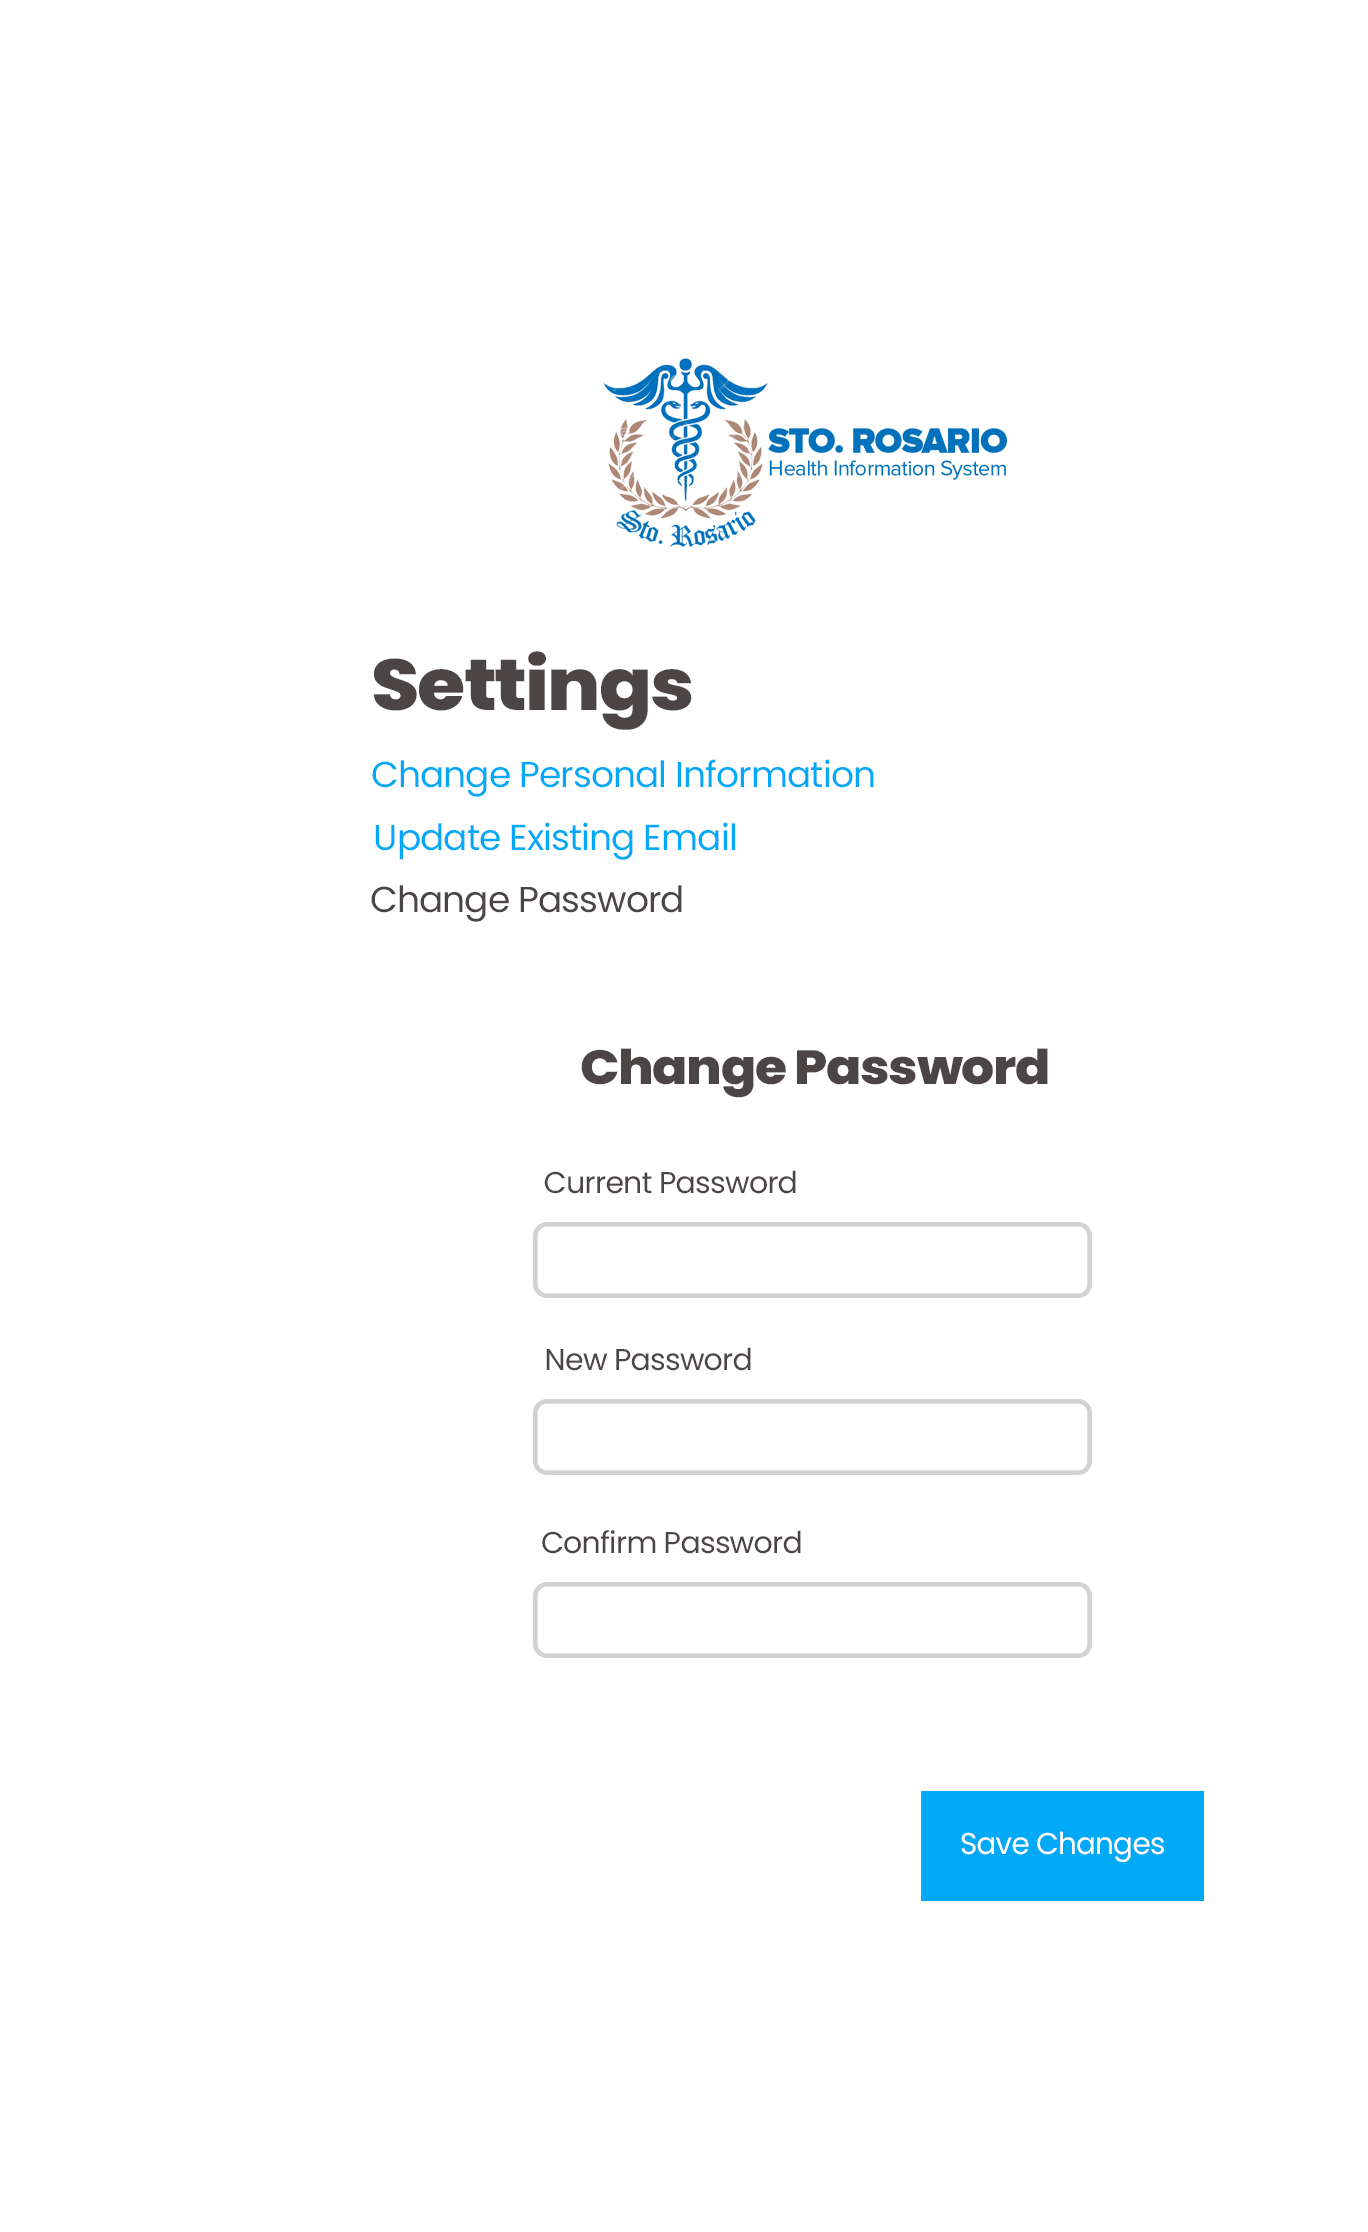 STO. ROSARIO
Health Information System
Sto. Rosario
Settings
Change Personal Information
Update Existing Email
Change Password
Change Password
Current Password
New Password
Confirm Password
Save Changes